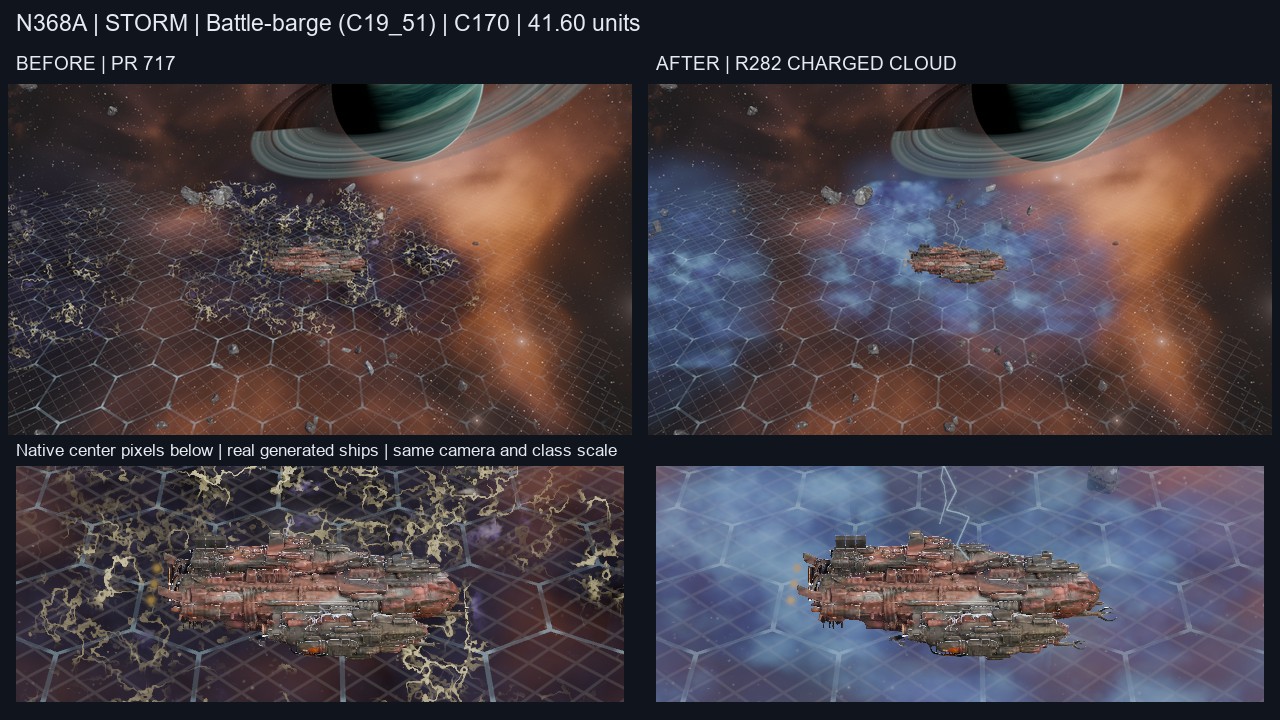 N368A | STORM | Battle-barge (C19_51) | C170 | 41.60 units
BEFORE | PR 717
AFTER | R282 CHARGED CLOUD
Native center pixels below | real generated ships | same camera and class scale